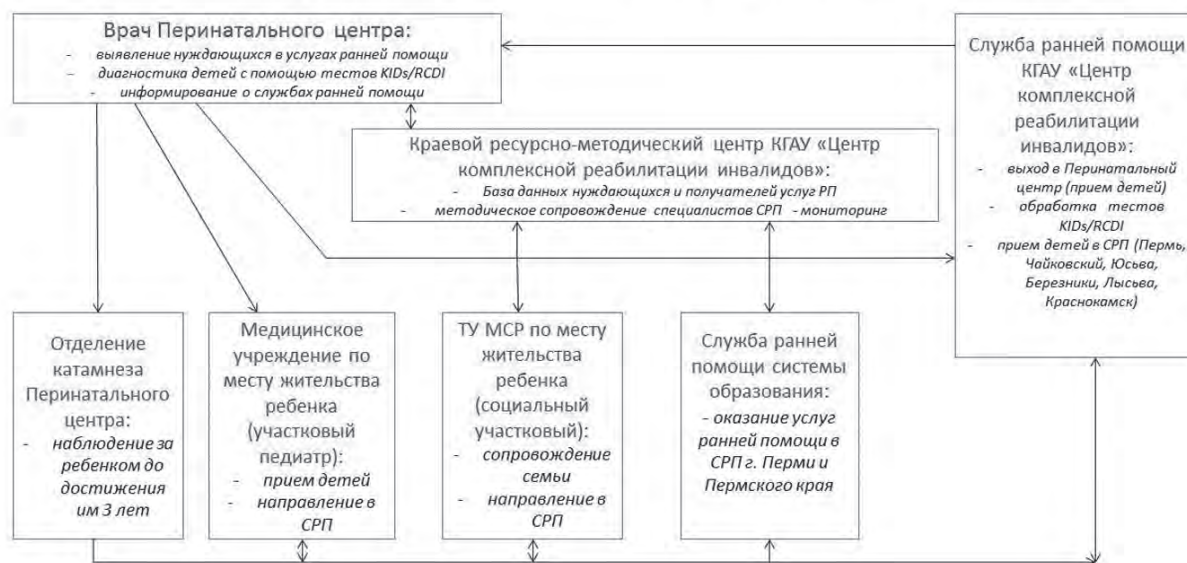 Врач Перинатального центра:
- выявление нуждающихся в услугах ранней помощи
- диагностика детей с помощью тестов KIDs/RCDI
- информирование о службах ранней помощи
Служба ранней помощи
КГАУ «Центр
комплексной
реабилитации
инвалидов»:
- выход в Перинатальный
центр (прием детей)
- обработка тестов
KIDs/RCDI
- прием детей в СРП (Пермь,
Чайковский, Юсьва,
Березники, Лысьва,
Краснокамск)
Краевой ресурсно-методический центр КГАУ «Центр
комплексной реабилитации инвалидов»:
- База данных нуждающихся и получателей услуг РП
- методическое сопровождение специалистов СРП - мониторинг
Отделение
катамнеза
Перинатального
центра:
- наблюдение за
ребенком до
достижения
им 3 лет
Медицинское
учреждение по
месту жительства
ребенка
(участковый
педиатр):
- прием детей
- направление в
СРП
ТУ МСР по месту
жительства
ребенка
(социальный
участковый):
- сопровождение
семьи
- направление в
СРП
Служба ранней
помощи системы
образования:
- оказание услуг
ранней помощи в
СРП г. Перми и
Пермского края